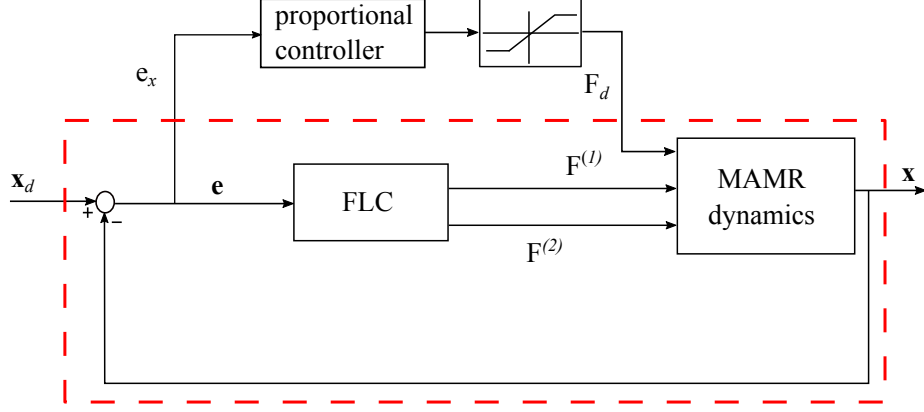 proportional
controller
e_x
F_d
x_d
+
−
e
FLC
F^(1)
F^(2)
MAMR
dynamics
x